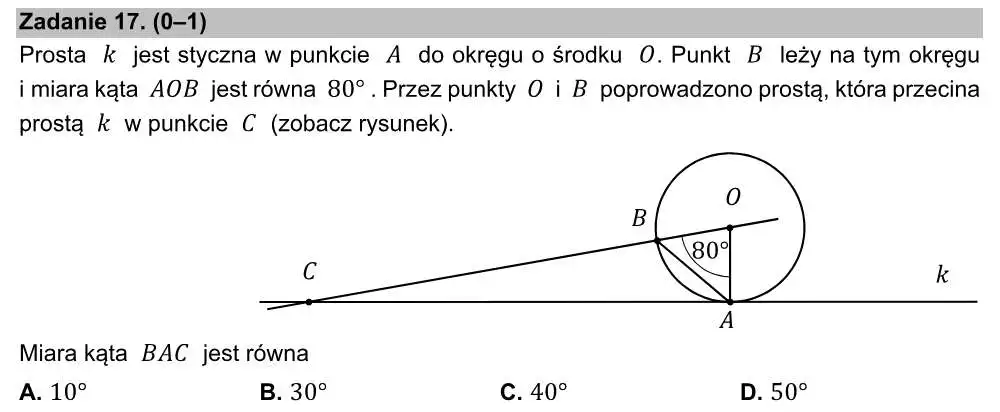 Zadanie 17. (0–1)
Prosta k jest styczna w punkcie A do okręgu o środku O. Punkt B leży na tym okręgu
i miara kąta AOB jest równa 80°. Przez punkty O i B poprowadzono prostą, która przecina
prostą k w punkcie C (zobacz rysunek).
O
B
80°
C
k
A
Miara kąta BAC jest równa
A. 10° B. 30° C. 40° D. 50°